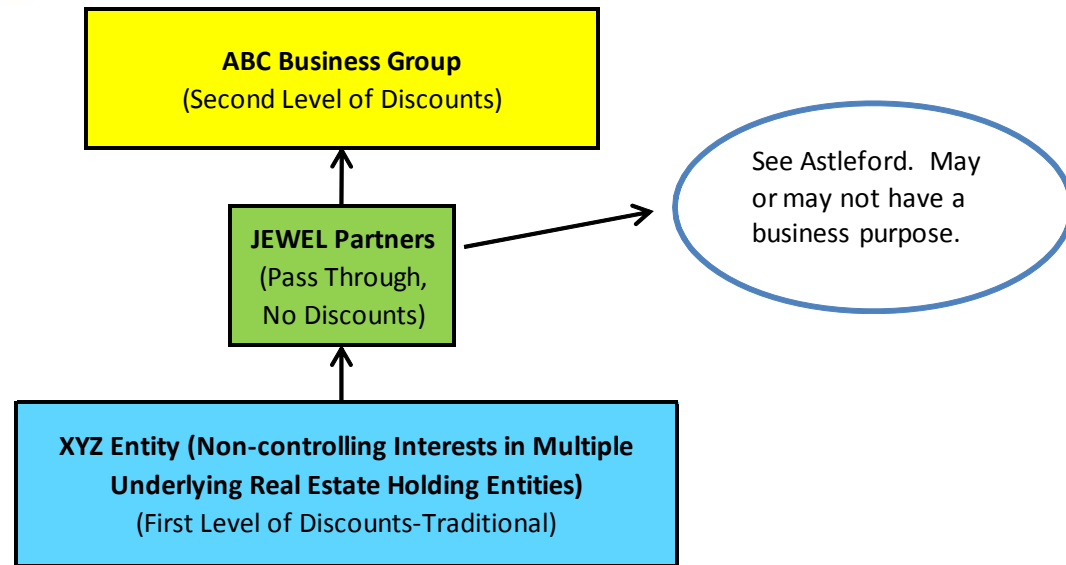 ABC Business Group
(Second Level of Discounts)
See Astleford. May
or may not have a
business purpose.
JEWEL Partners
(Pass Through,
No Discounts)
XYZ Entity (Non-controlling Interests in Multiple
Underlying Real Estate Holding Entities)
(First Level of Discounts-Traditional)